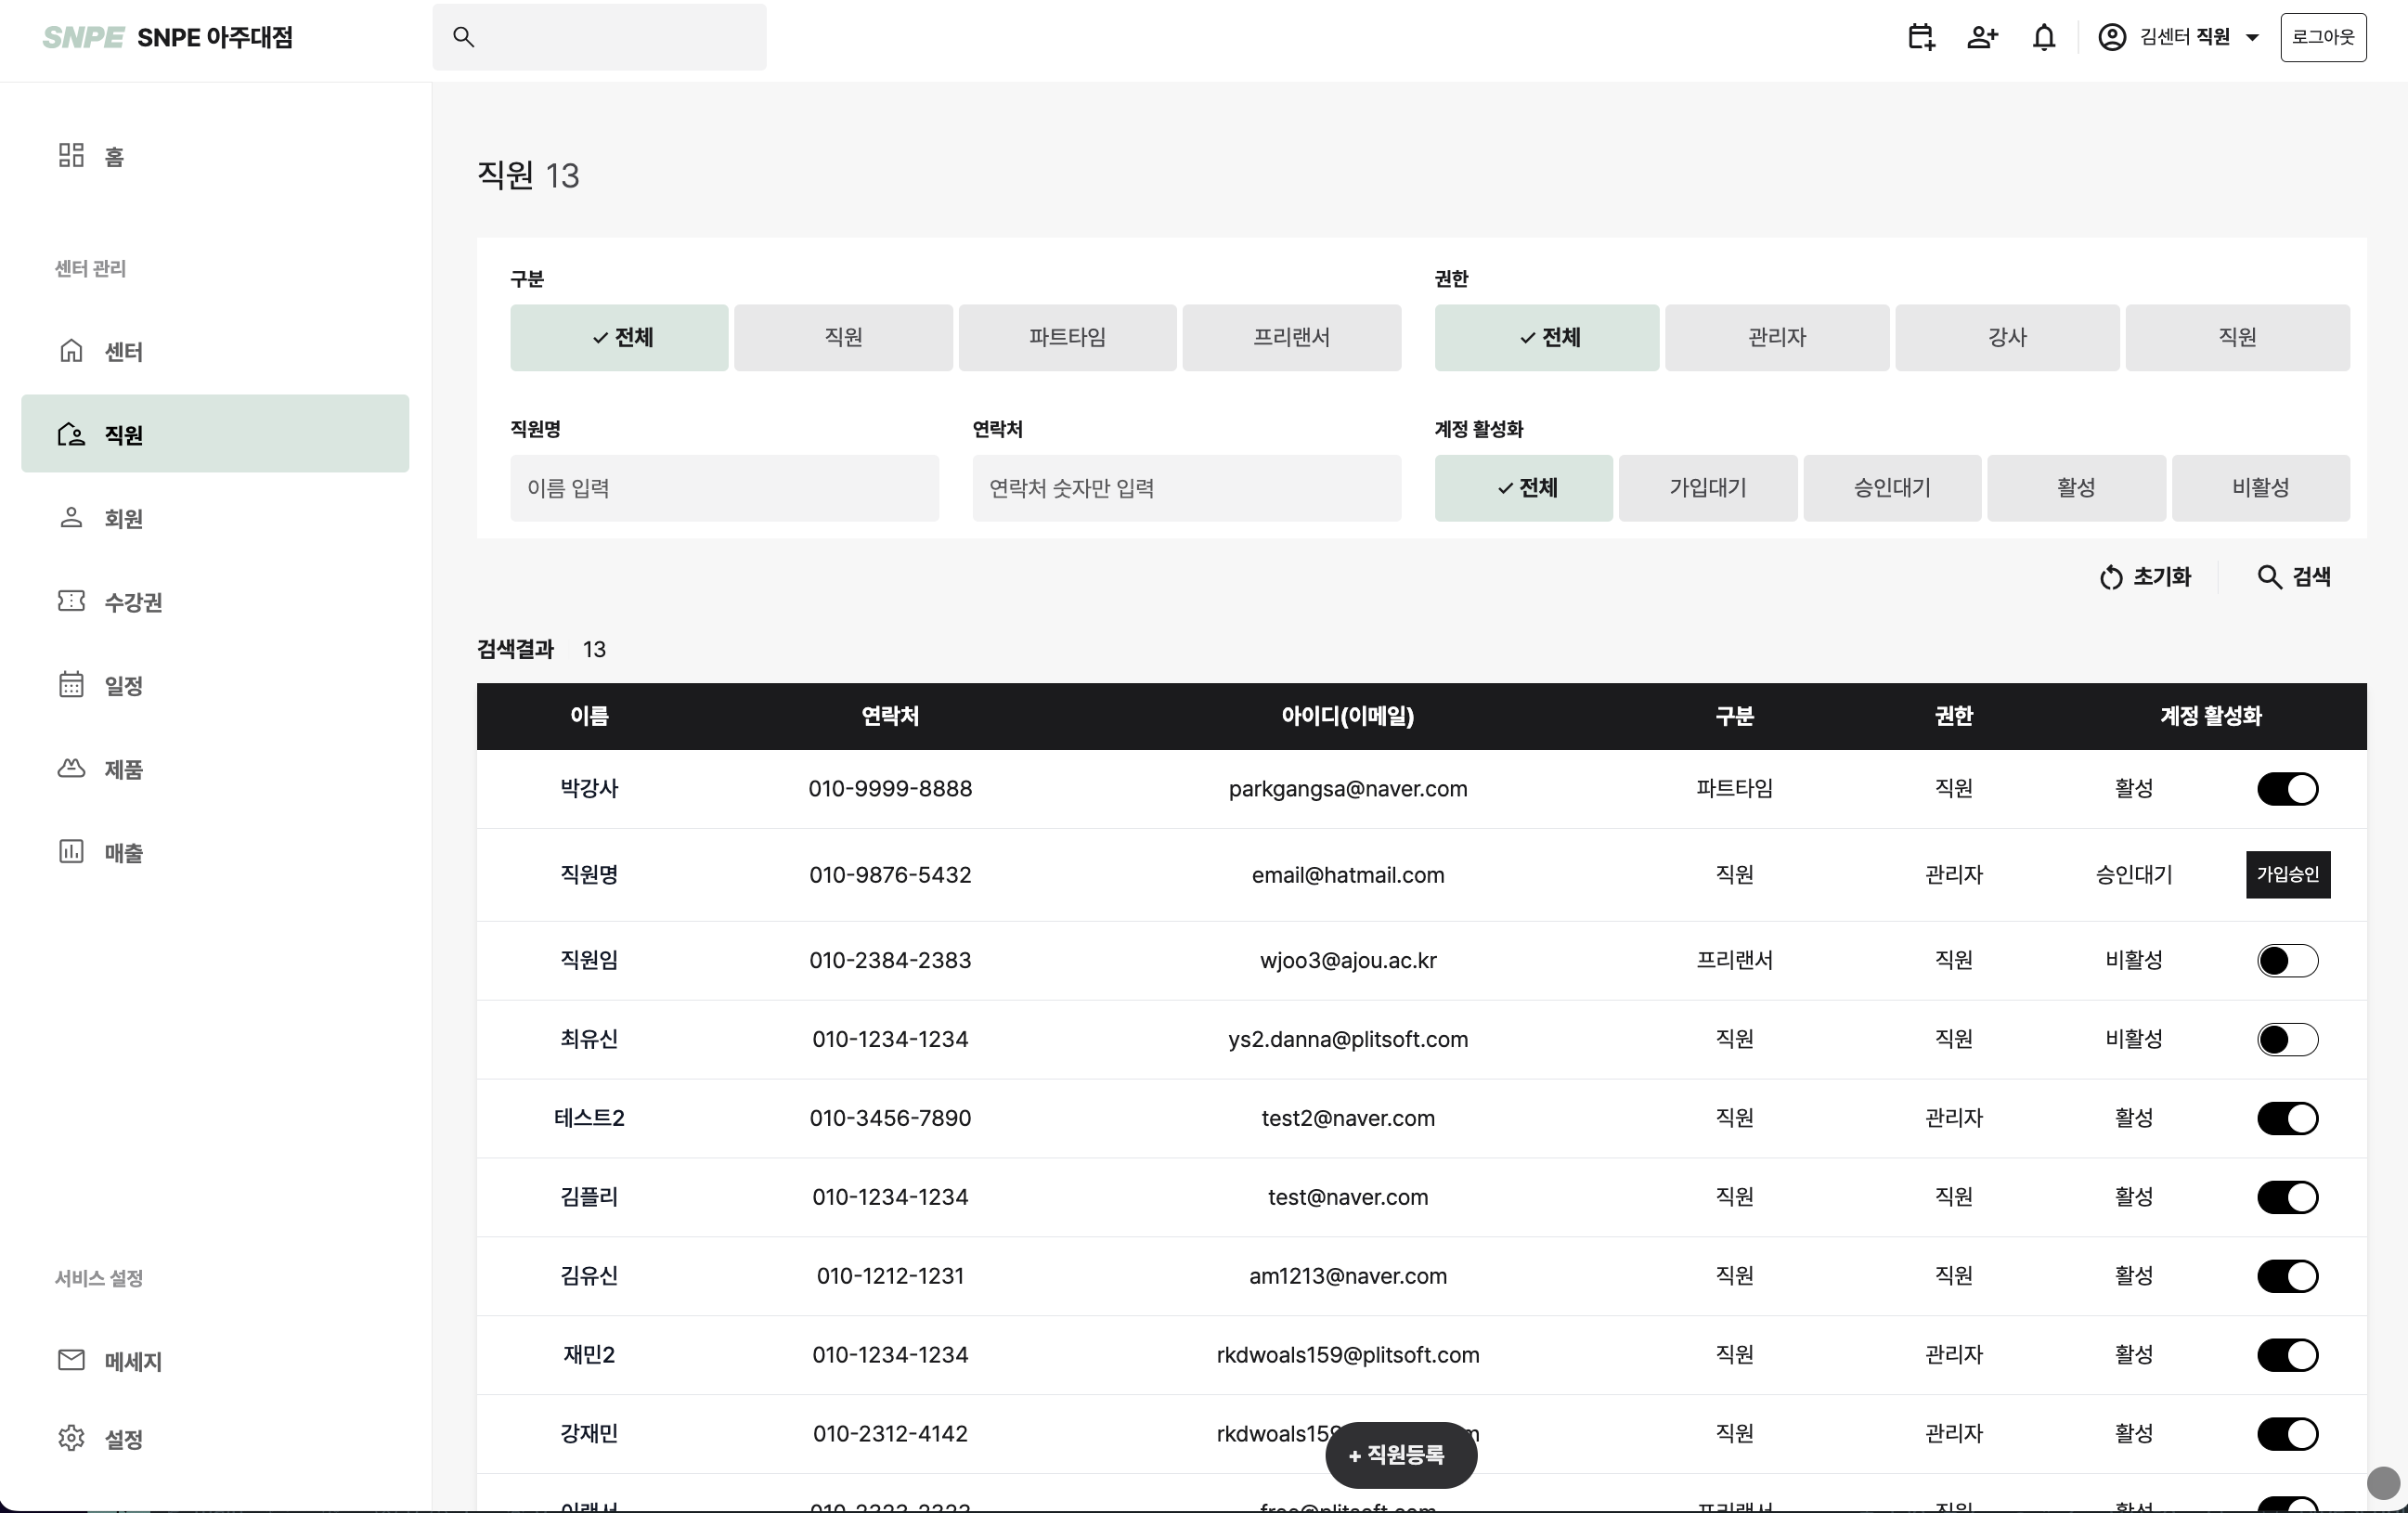 SNPE SNPE 아주대점
김센터 직원
로그아웃
홈
센터 관리
센터
직원
회원
수강권
일정
제품
매출
서비스 설정
메세지
설정
직원 13
구분
전체 직원 파트타임 프리랜서
권한
전체 관리자 강사 직원
직원명
이름 입력
연락처
연락처 숫자만 입력
계정 활성화
전체 가입대기 승인대기 활성 비활성
초기화
검색
검색결과 13
이름 연락처 아이디(이메일) 구분 권한 계정 활성화
박강사 010-9999-8888 parkgangsa@naver.com 파트타임 직원 활성
직원명 010-9876-5432 email@hatmail.com 직원 관리자 승인대기 가입승인
직원임 010-2384-2383 wjoo3@ajou.ac.kr 프리랜서 직원 비활성
최유신 010-1234-1234 ys2.danna@plitsoft.com 직원 직원 비활성
테스트2 010-3456-7890 test2@naver.com 직원 관리자 활성
김플리 010-1234-1234 test@naver.com 직원 직원 활성
김유신 010-1212-1231 am1213@naver.com 직원 직원 활성
재민2 010-1234-1234 rkdwoals159@plitsoft.com 직원 관리자 활성
강재민 010-2312-4142 직원 관리자 활성
+ 직원등록
free@plitsoft.com 프리랜서 직원 활성